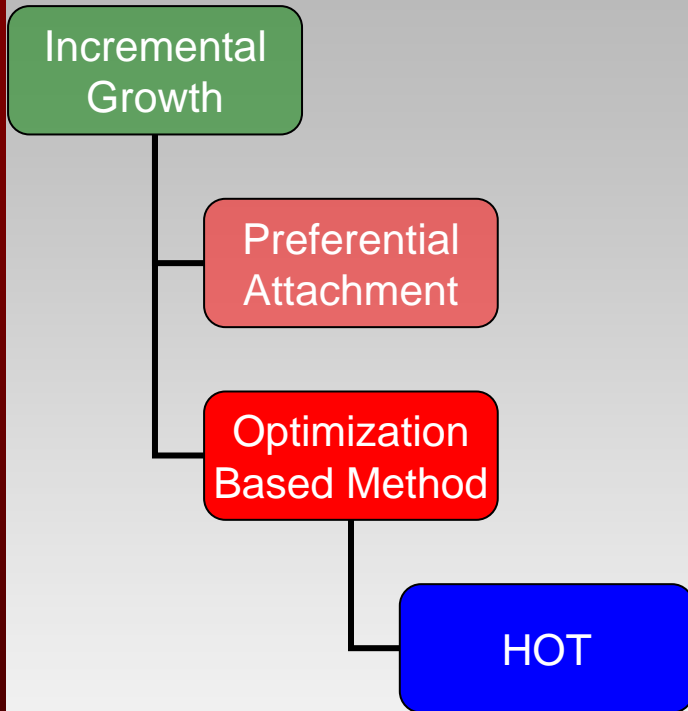 Incremental
Growth
Preferential
Attachment
Optimization
Based Method
HOT